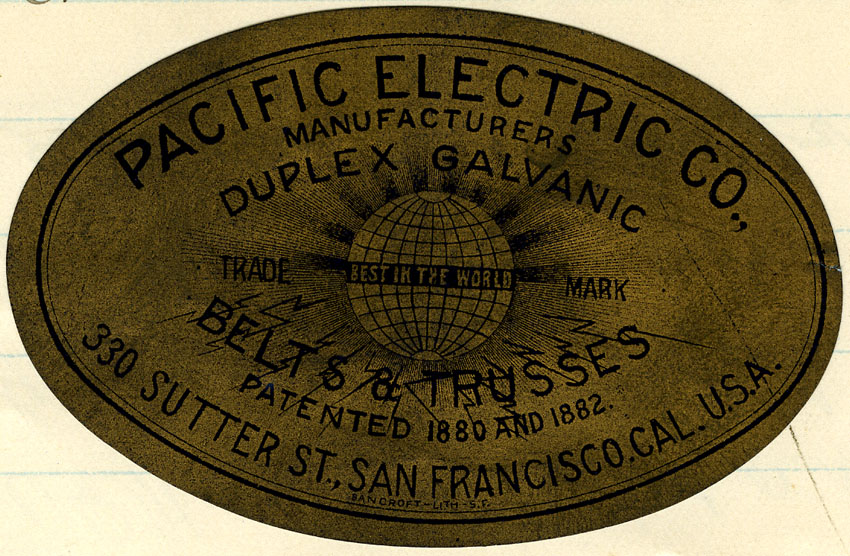 PACIFIC ELECTRIC CO.,
MANUFACTURERS
DUPLEX GALVANIC
TRADE MARK
BEST IN THE WORLD
BELTS & TRUSSES
PATENTED 1880 AND 1882.
330 SUTTER ST., SAN FRANCISCO. CAL. U.S.A.
BANCROFT-LITH-S.F.